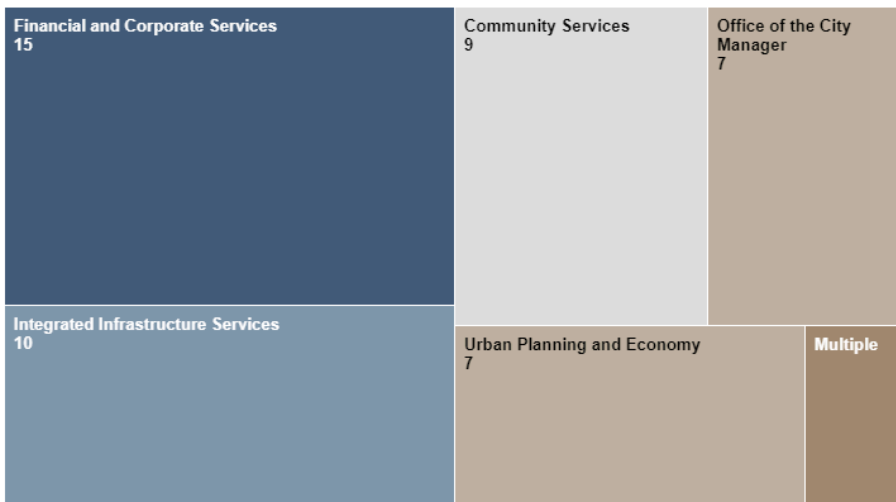 Financial and Corporate Services
15
Community Services
9
Office of the City
Manager
7
Integrated Infrastructure Services
10
Urban Planning and Economy
7
Multiple